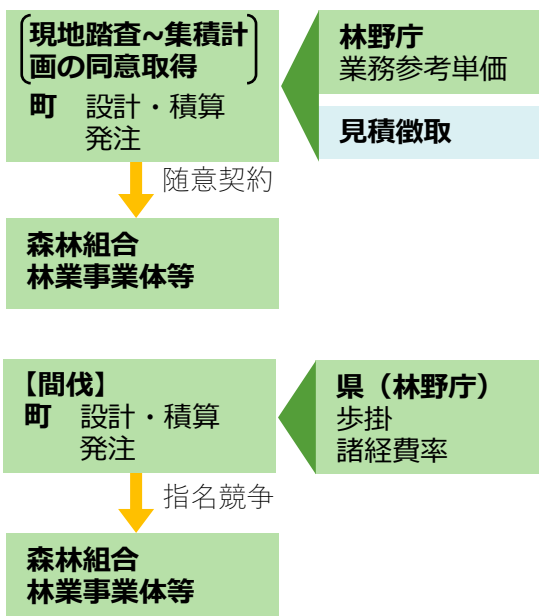 現地踏査~集積計
画の同意取得
町 設計・積算
発注
林野庁
業務参考単価
見積徴取
随意契約
森林組合
林業事業体等
【間伐】
町 設計・積算
発注
県（林野庁）
歩掛
諸経費率
指名競争
森林組合
林業事業体等